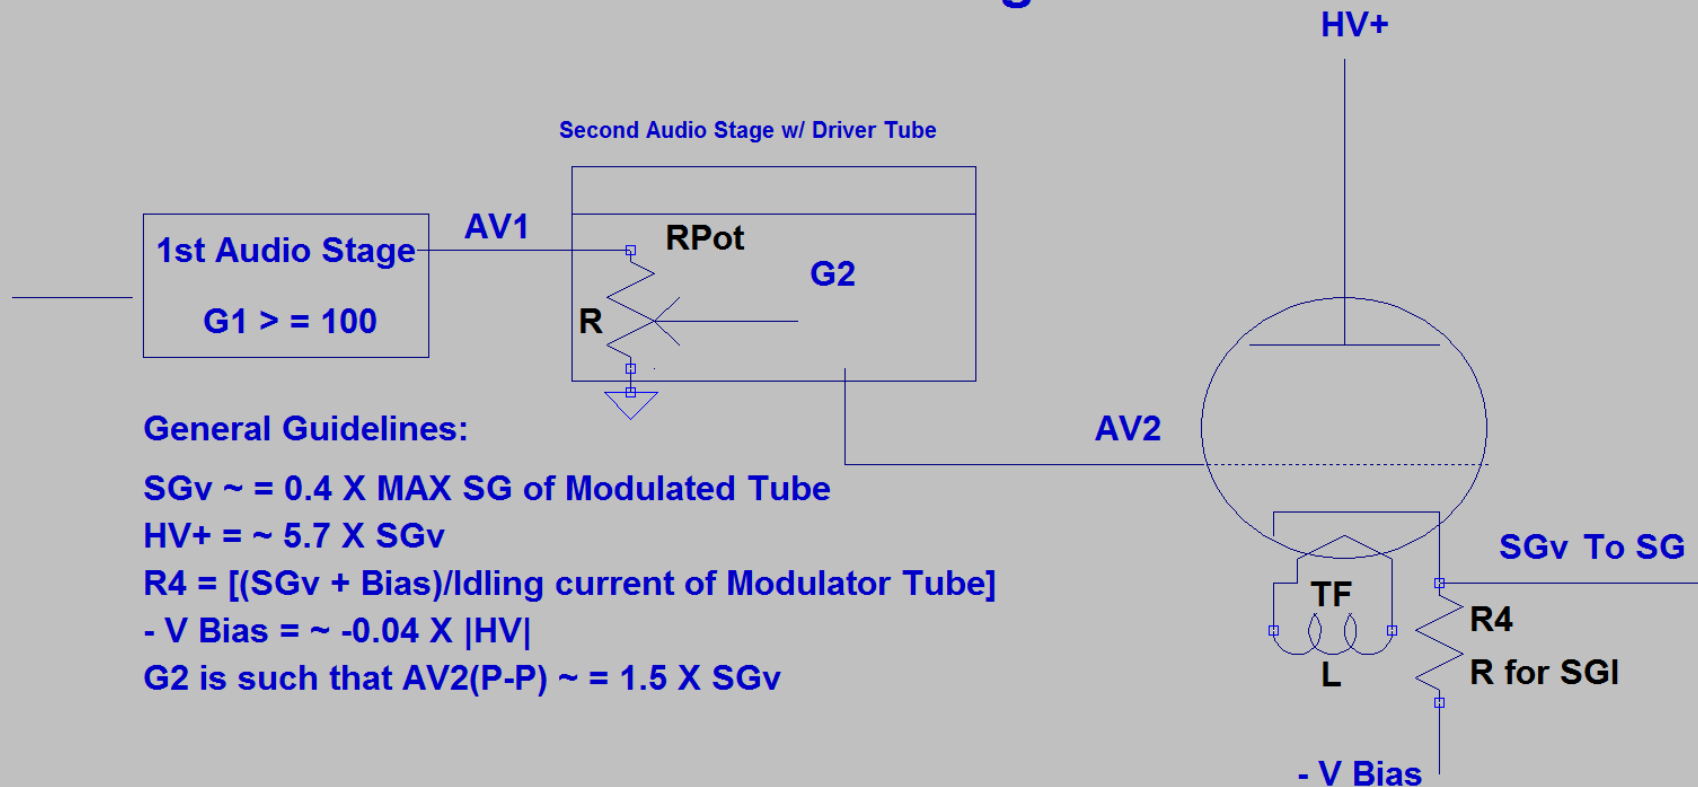 HV+
Second Audio Stage w/ Driver Tube
AV1
RPot
1st Audio Stage
G2
G1 > = 100
R
General Guidelines:
AV2
SGv ~ = 0.4 X MAX SG of Modulated Tube
HV+ = ~ 5.7 X SGv
SGv To SG
R4 = [(SGv + Bias)/Idling current of Modulator Tube]
TF
R4
- V Bias = ~ -0.04 X |HV|
L
R for SGI
G2 is such that AV2(P-P) ~ = 1.5 X SGv
- V Bias